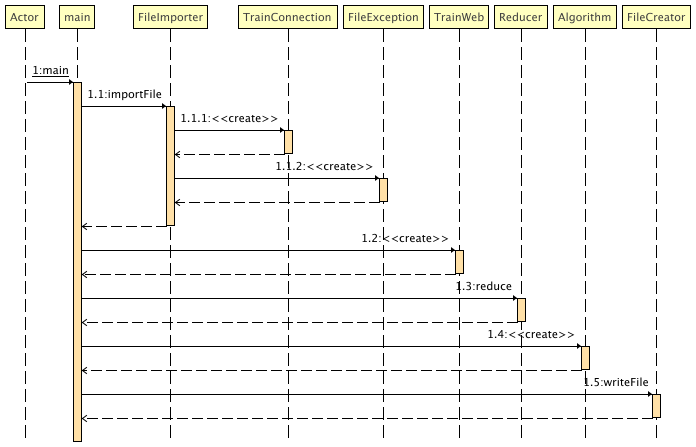 Actor
main
FileImporter
TrainConnection
FileException
TrainWeb
Reducer
Algorithm
FileCreator
1:main
1.1:importFile
1.1.1:<<create>>
1.1.2:<<create>>
1.2:<<create>>
1.3:reduce
1.4:<<create>>
1.5:writeFile